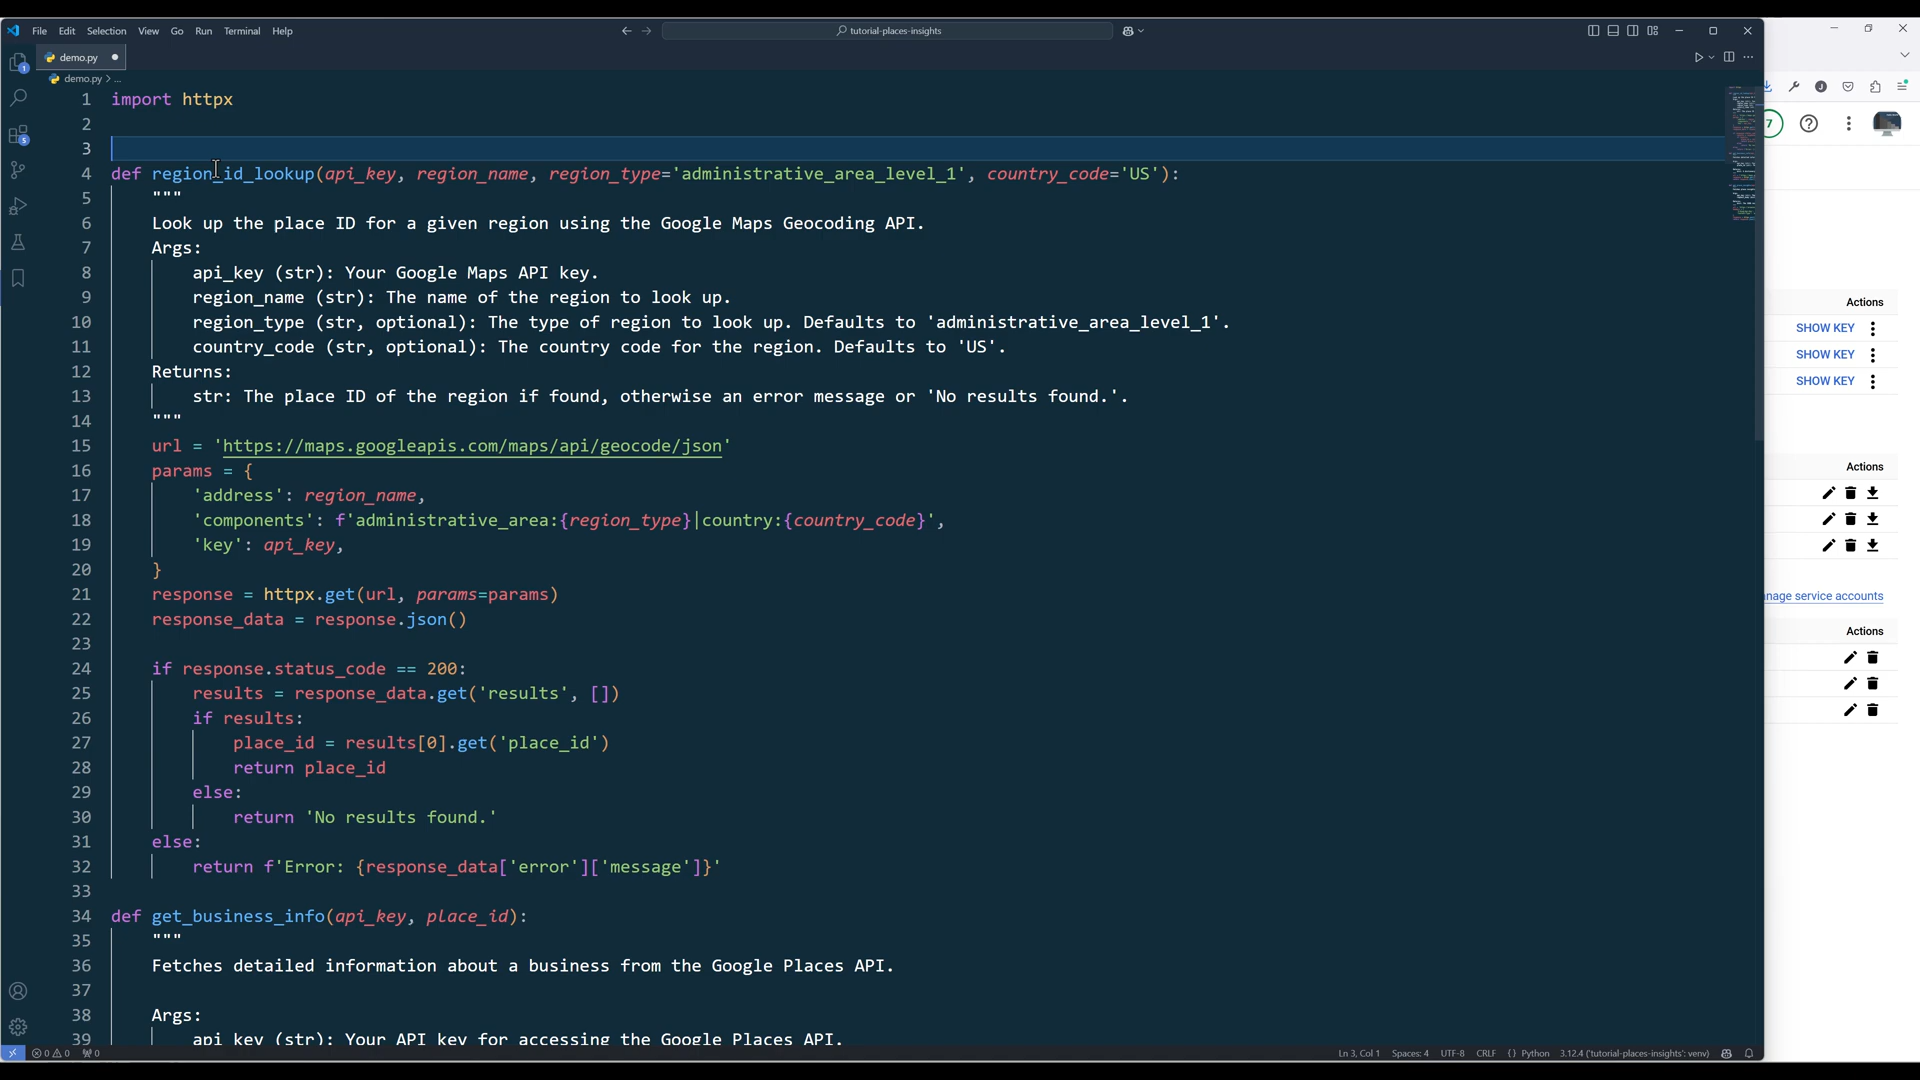 File Edit Selection View Go Run Terminal Help
tutorial-places-insights
demo.py
demo.py > ...
1 import httpx
2
3
4 def region_id_lookup(api_key, region_name, region_type='administrative_area_level_1', country_code='US'):
5 """
6 Look up the place ID for a given region using the Google Maps Geocoding API.
7 Args:
8 api_key (str): Your Google Maps API key.
9 region_name (str): The name of the region to look up.
10 region_type (str, optional): The type of region to look up. Defaults to 'administrative_area_level_1'.
11 country_code (str, optional): The country code for the region. Defaults to 'US'.
12 Returns:
13 str: The place ID of the region if found, otherwise an error message or 'No results found.'.
14 """
15 url = 'https://maps.googleapis.com/maps/api/geocode/json'
16 params = {
17 'address': region_name,
18 'components': f'administrative_area:{region_type}|country:{country_code}',
19 'key': api_key,
20 }
21 response = httpx.get(url, params=params)
22 response_data = response.json()
23
24 if response.status_code == 200:
25 results = response_data.get('results', [])
26 if results:
27 place_id = results[0].get('place_id')
28 return place_id
29 else:
30 return 'No results found.'
31 else:
32 return f'Error: {response_data['error']['message']}'
33
34 def get_business_info(api_key, place_id):
35 """
36 Fetches detailed information about a business from the Google Places API.
37
38 Args:
39 api_key (str): Your API key for accessing the Google Places API.
0 0 0
Ln 3, Col 1 Spaces: 4 UTF-8 CRLF {} Python 3.12.4 ('tutorial-places-insights': venv)
1
5
7
Actions
SHOW KEY
SHOW KEY
SHOW KEY
Actions
nage service accounts
Actions